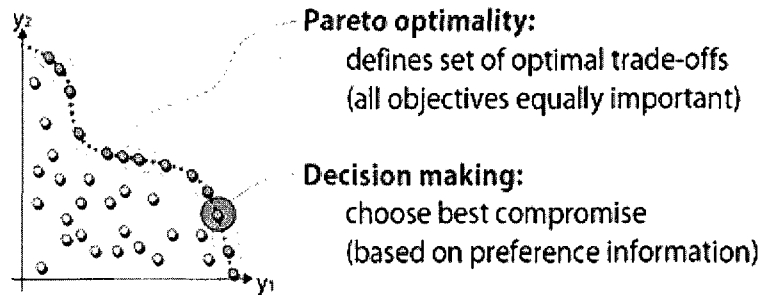 y2
Pareto optimality:
defines set of optimal trade-offs
(all objectives equally important)
Decision making:
choose best compromise
(based on preference information)
y1